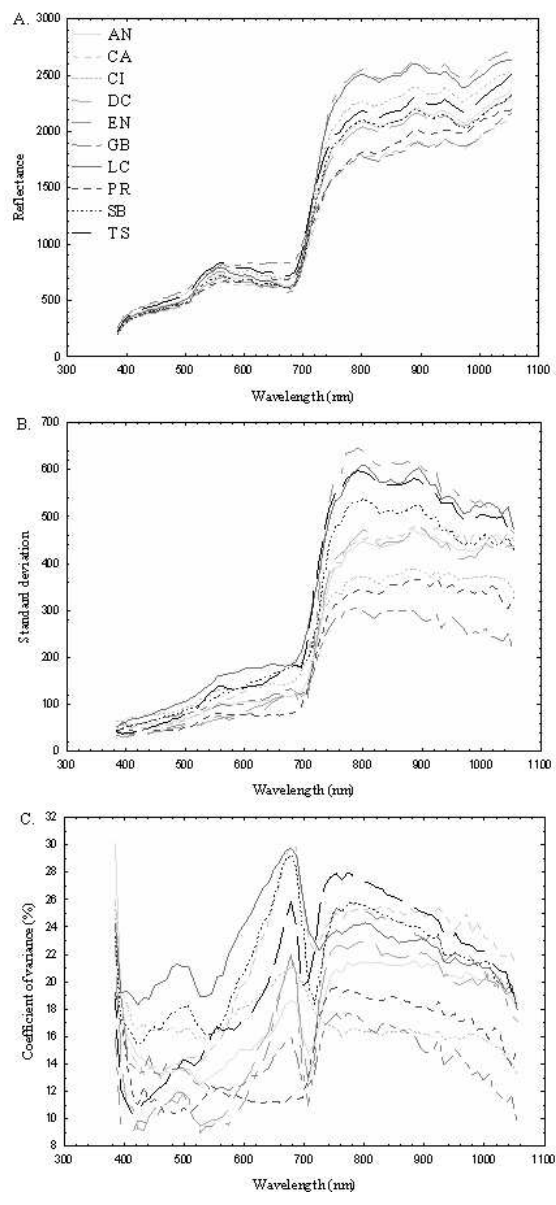 A.
3000
2500
2000
1500
1000
500
0
Reflectance
AN
CA
CI
DC
EN
GB
LC
PR
SB
TS
300 400 500 600 700 800 900 1000 1100
Wavelength (nm)
B.
700
600
500
400
300
200
100
0
Standard deviation
300 400 500 600 700 800 900 1000 1100
Wavelength (nm)
C.
32
30
28
26
24
22
20
18
16
14
12
10
8
Coefficient of variance (%)
300 400 500 600 700 800 900 1000 1100
Wavelength (nm)